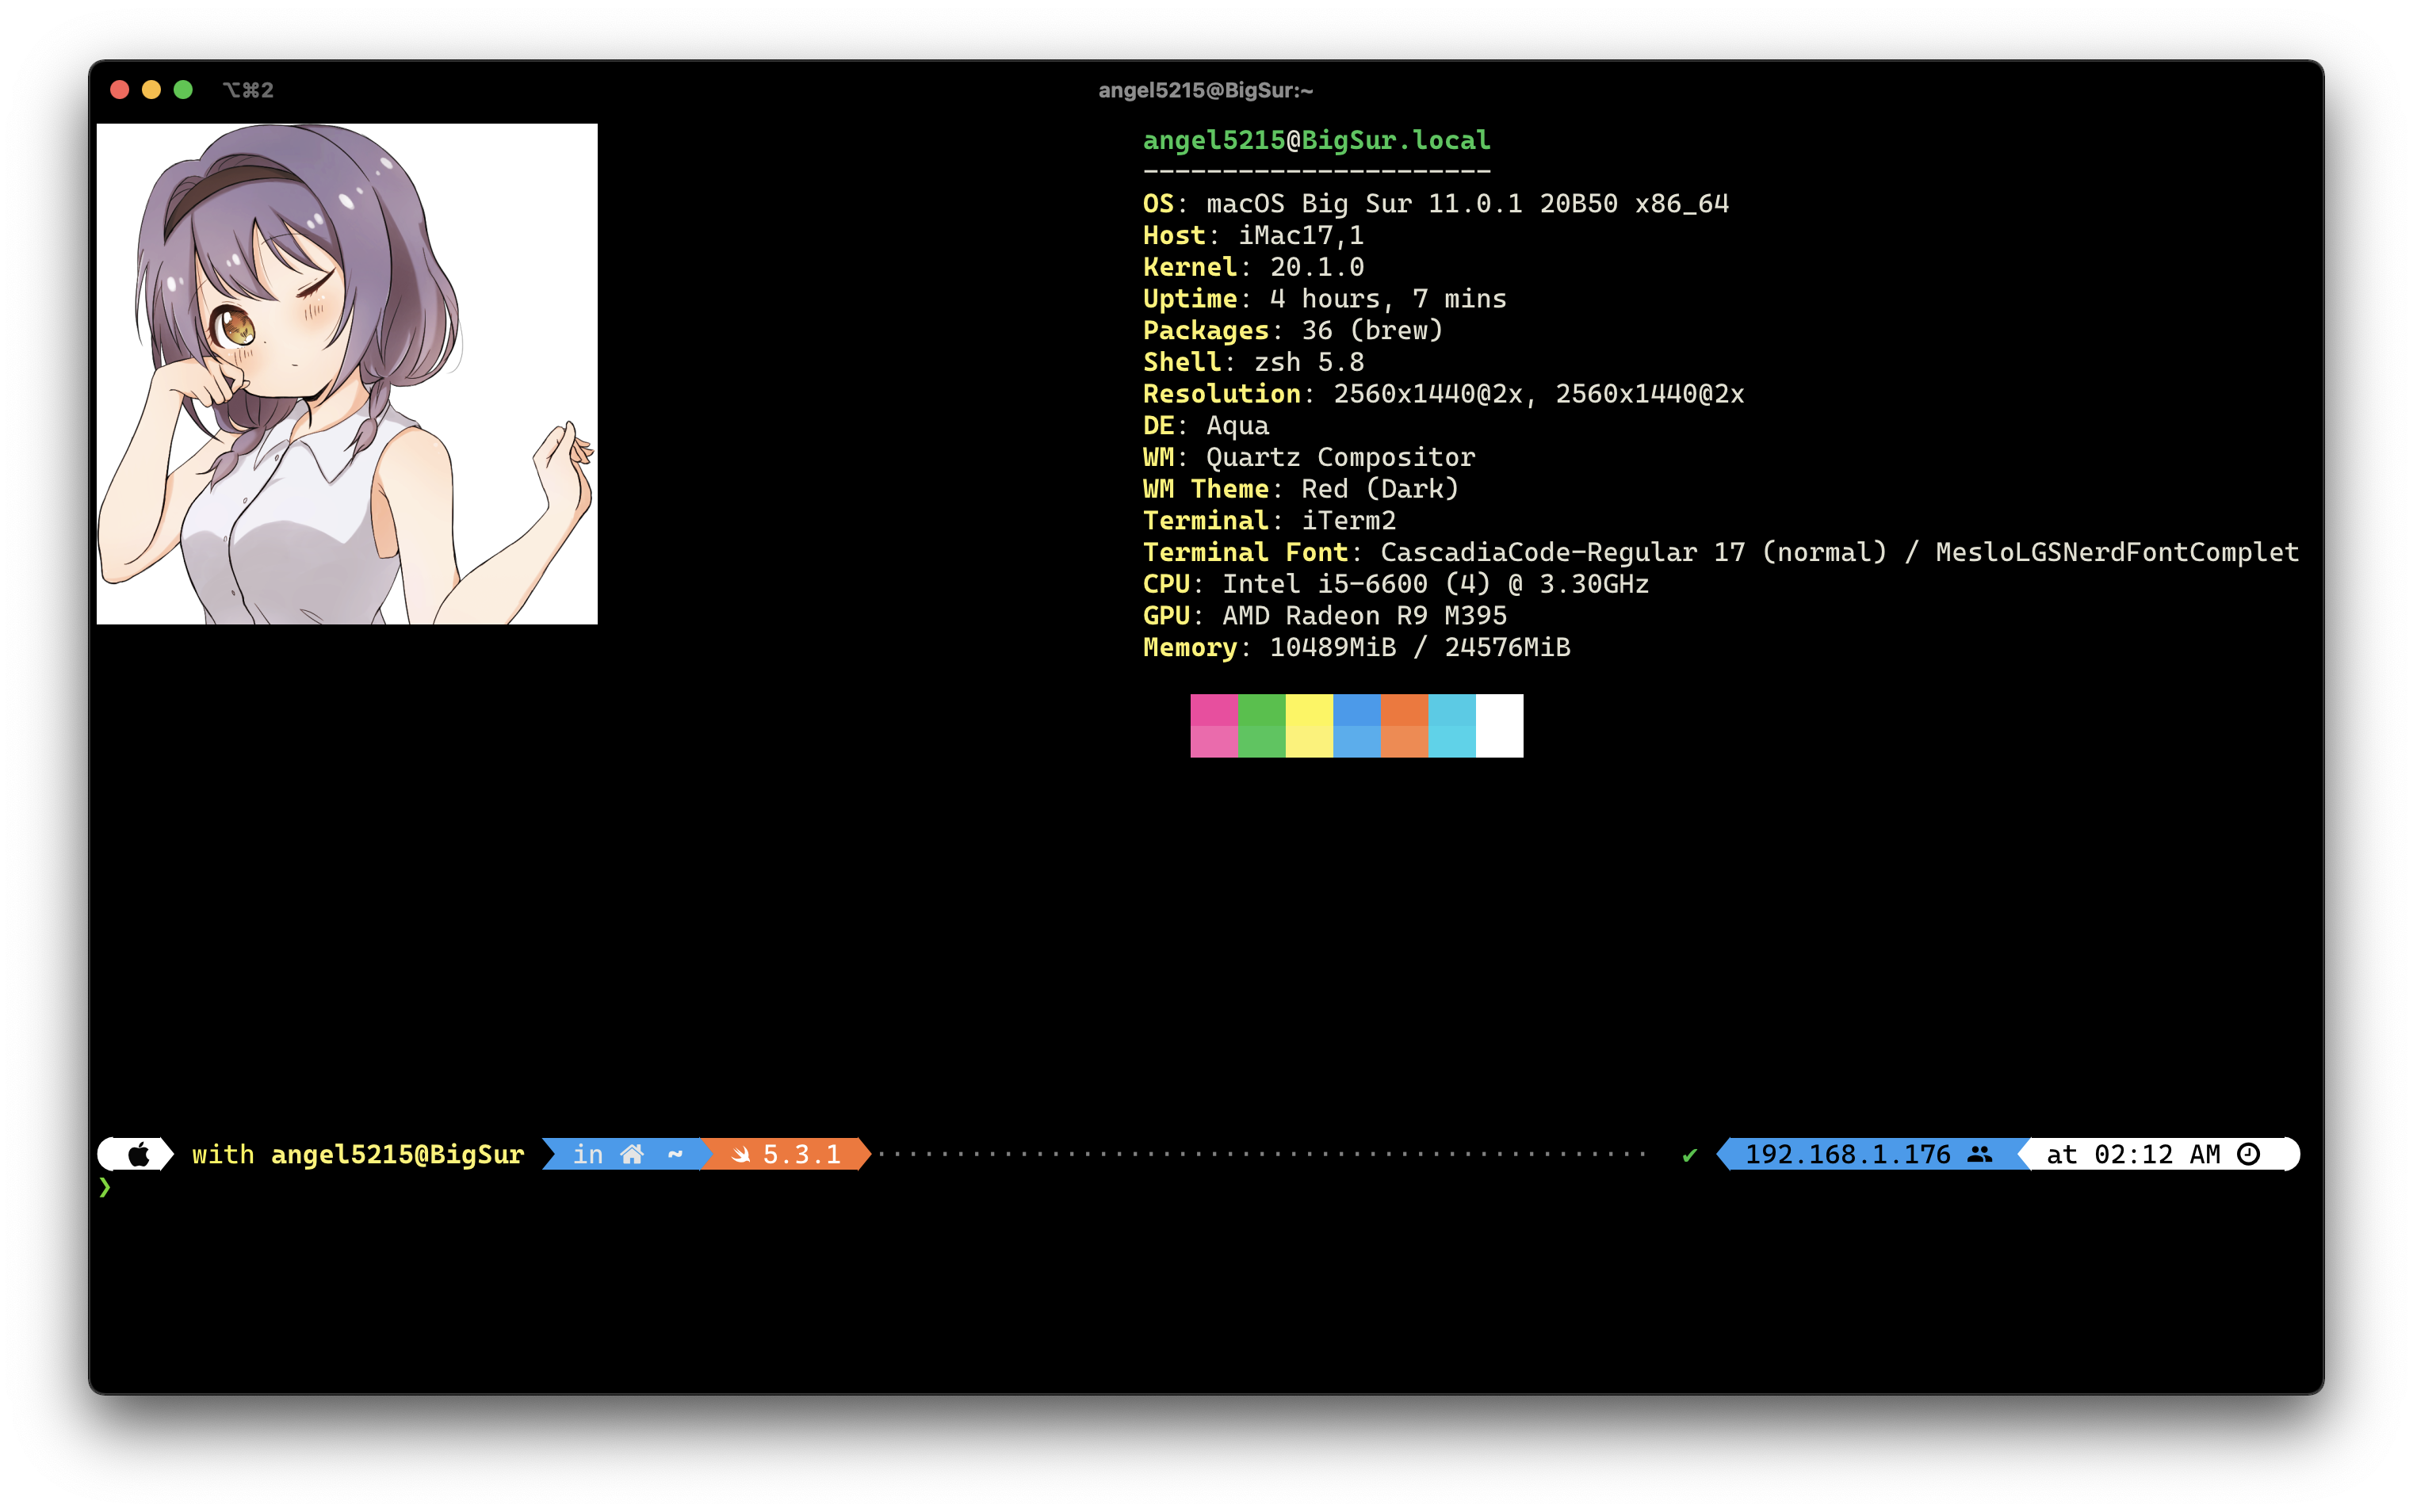 ⌥⌘2
angel5215@BigSur:~
angel5215@BigSur.local
----------------------
OS: macOS Big Sur 11.0.1 20B50 x86_64
Host: iMac17,1
Kernel: 20.1.0
Uptime: 4 hours, 7 mins
Packages: 36 (brew)
Shell: zsh 5.8
Resolution: 2560x1440@2x, 2560x1440@2x
DE: Aqua
WM: Quartz Compositor
WM Theme: Red (Dark)
Terminal: iTerm2
Terminal Font: CascadiaCode-Regular 17 (normal) / MesloLGSNerdFontComplet
CPU: Intel i5-6600 (4) @ 3.30GHz
GPU: AMD Radeon R9 M395
Memory: 10489MiB / 24576MiB
with angel5215@BigSur in ~ 5.3.1 ✔ 192.168.1.176 at 02:12 AM
❯